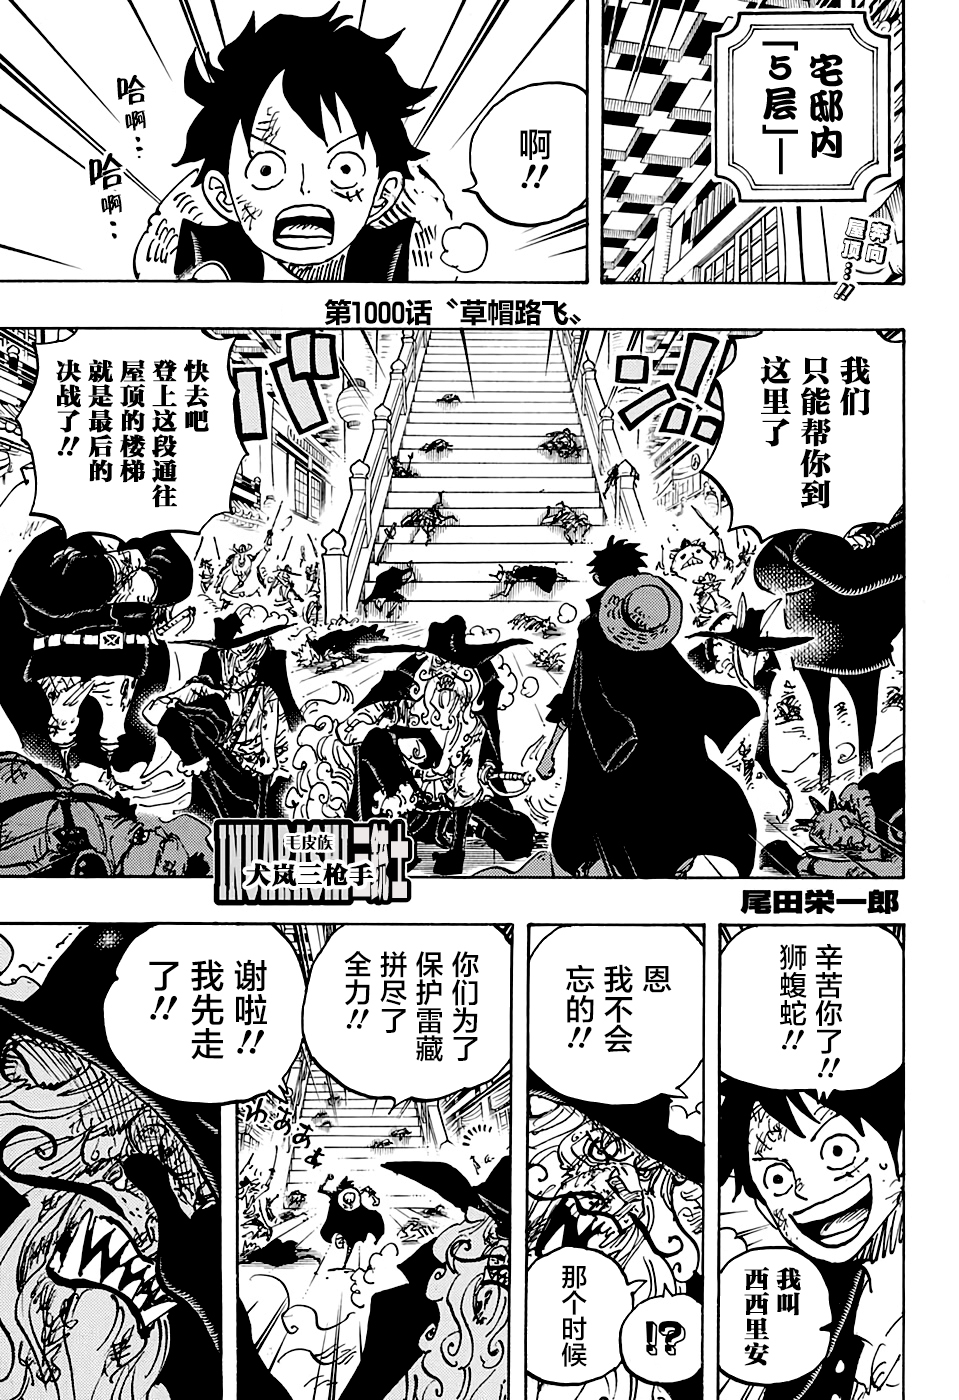 宅邸内
「5层」—
奔向
屋顶…!!
啊!!
哈
啊…
哈
啊…
第1000话〝草帽路飞〟
我们
只能帮你到
这里了
快去吧
登上这段通往
屋顶的楼梯
就是最后的
决战了!!
毛皮族
犬岚三枪手
尾田栄一郎
辛苦你了!!
狮蝮蛇!!
我叫
西西里安
恩
我不会
忘的!!
!?
那个时候
你们为了
保护雷藏
拼尽了
全力!!
うおおお
谢啦!!
我先走
了!!